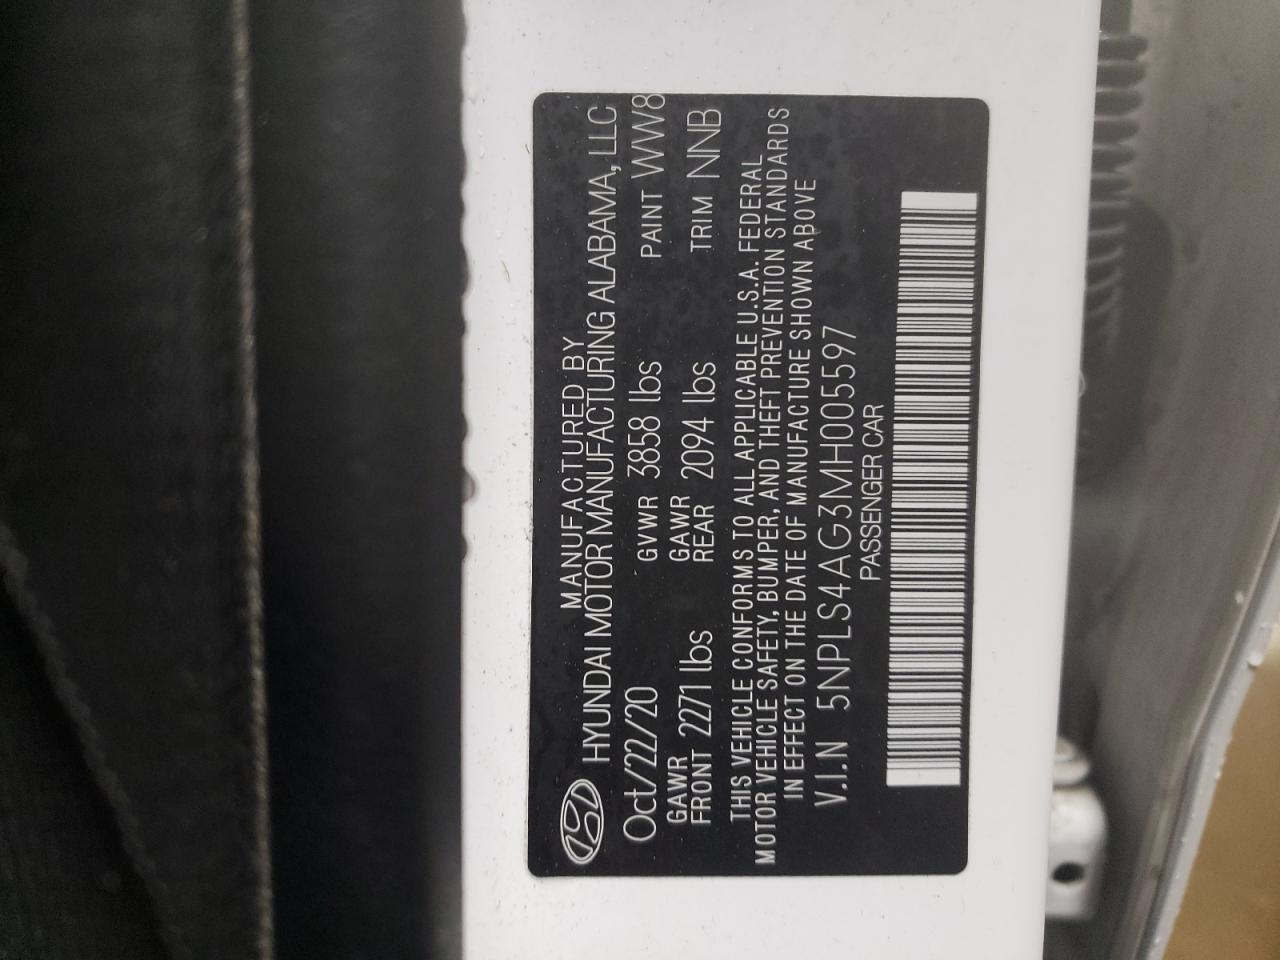 MANUFACTURED BY
HYUNDAI MOTOR MANUFACTURING ALABAMA, LLC
Oct/22/20 GVWR 3858 lbs PAINT WW8
GAWR FRONT 2271 lbs GAWR REAR 2094 lbs TRIM NNB
THIS VEHICLE CONFORMS TO ALL APPLICABLE U.S.A. FEDERAL
MOTOR VEHICLE SAFETY, BUMPER, AND THEFT PREVENTION STANDARDS
IN EFFECT ON THE DATE OF MANUFACTURE SHOWN ABOVE
V.I.N 5NPLS4AG3MH005597
PASSENGER CAR